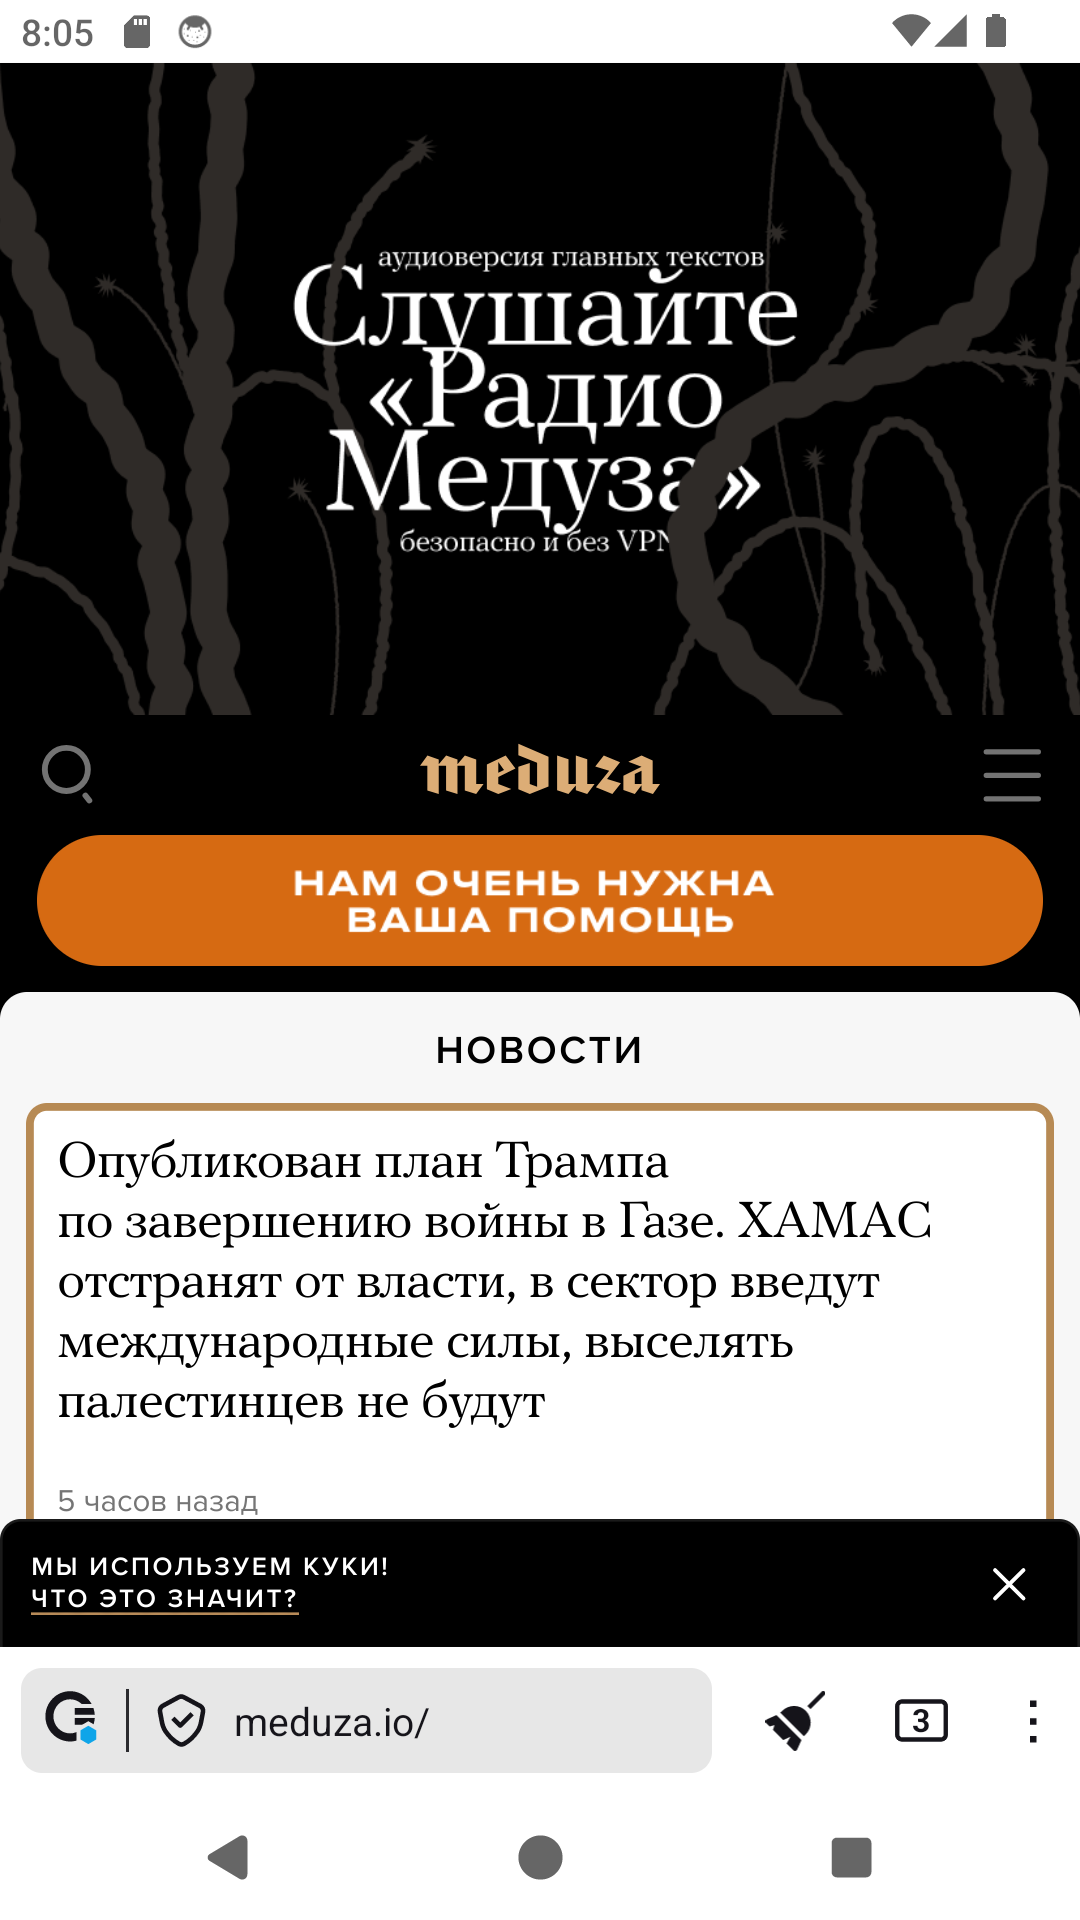 8:05
аудиоверсия главных текстов
Слушайте
«Радио
Медуза»
безопасно и без VPN
meduza
НАМ ОЧЕНЬ НУЖНА
ВАША ПОМОЩЬ
НОВОСТИ
Опубликован план Трампа
по завершению войны в Газе. ХАМАС
отстранят от власти, в сектор введут
международные силы, выселять
палестинцев не будут
5 часов назад
МЫ ИСПОЛЬЗУЕМ КУКИ!
ЧТО ЭТО ЗНАЧИТ?
meduza.io/
3